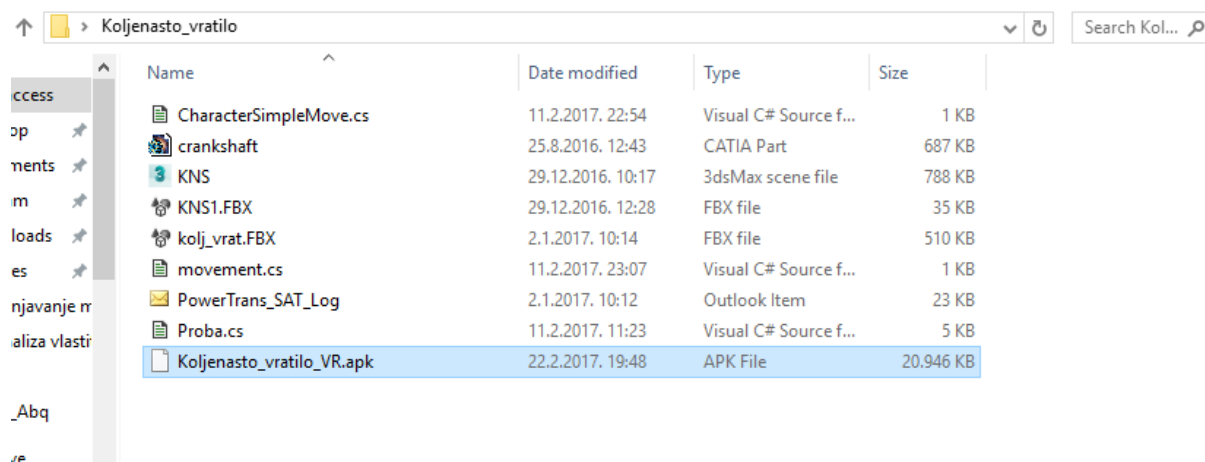 Koljenasto_vratilo Search Kol...
Name Date modified Type Size
access
CharacterSimpleMove.cs 11.2.2017. 22:54 Visual C# Source f... 1 KB
op
crankshaft 25.8.2016. 12:43 CATIA Part 687 KB
ments
KNS 29.12.2016. 10:17 3dsMax scene file 788 KB
m
KNS1.FBX 29.12.2016. 12:28 FBX file 35 KB
loads
kolj_vrat.FBX 2.1.2017. 10:14 FBX file 510 KB
es
movement.cs 11.2.2017. 23:07 Visual C# Source f... 1 KB
njavanje m
PowerTrans_SAT_Log 2.1.2017. 10:12 Outlook Item 23 KB
aliza vlasti
Proba.cs 11.2.2017. 11:23 Visual C# Source f... 5 KB
Koljenasto_vratilo_VR.apk 22.2.2017. 19:48 APK File 20.946 KB
_Abq